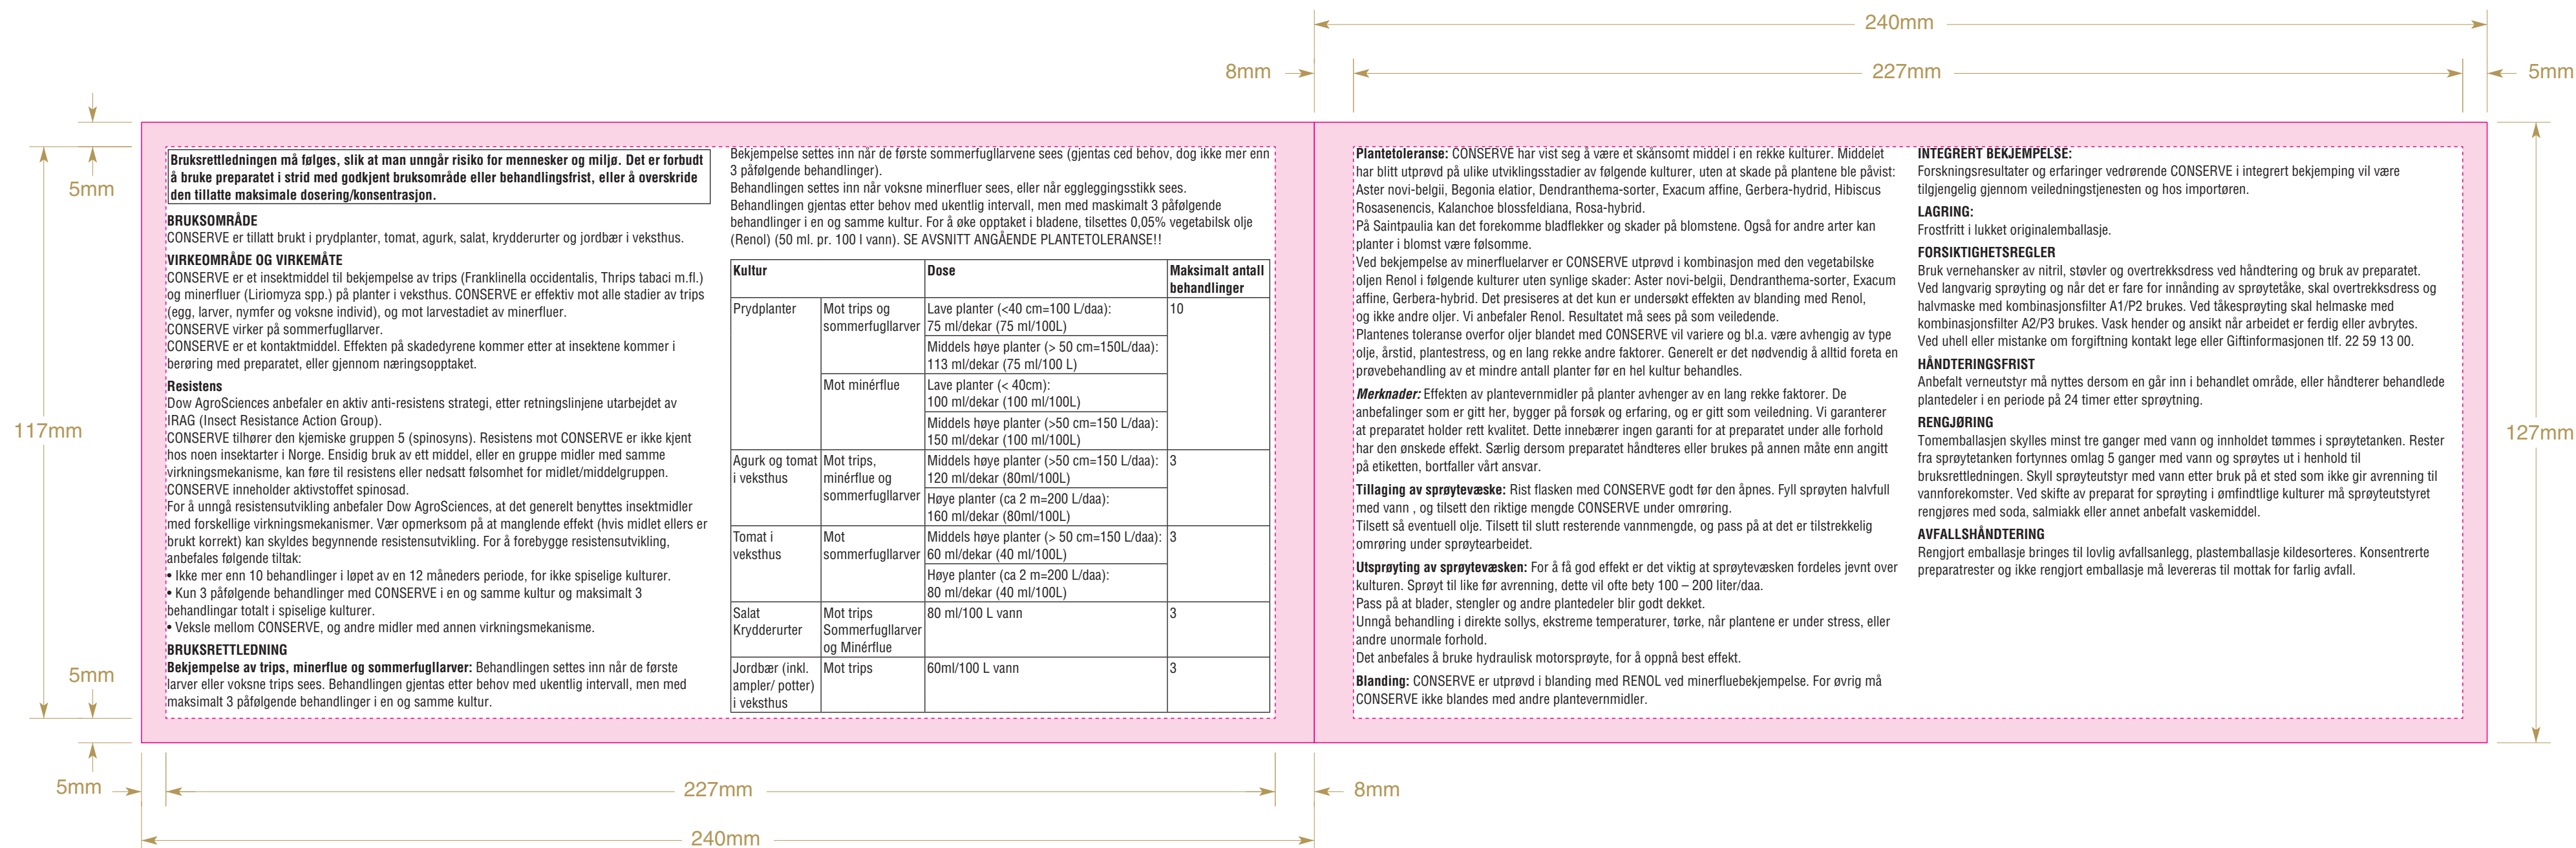 240mm
8mm
227mm
5mm
5mm
117mm
5mm
5mm
227mm
8mm
240mm
127mm
Bruksrettledningen må følges, slik at man unngår risiko for mennesker og miljø. Det er forbudt
å bruke preparatet i strid med godkjent bruksområde eller behandlingsfrist, eller å overskride
den tillatte maksimale dosering/konsentrasjon.
BRUKSOMRÅDE
CONSERVE er tillatt brukt i prydplanter, tomat, agurk, salat, krydderurter og jordbær i veksthus.
VIRKEOMRÅDE OG VIRKEMÅTE
CONSERVE er et insektmiddel til bekjempelse av trips (Franklinella occidentalis, Thrips tabaci m.fl.)
og minerfluer (Liriomyza spp.) på planter i veksthus. CONSERVE er effektiv mot alle stadier av trips
(egg, larver, nymfer og voksne individ), og mot larvestadiet av minerfluer.
CONSERVE virker på sommerfugllarver.
CONSERVE er et kontaktmiddel. Effekten på skadedyrene kommer etter at insektene kommer i
berøring med preparatet, eller gjennom næringsopptaket.
Resistens
Dow AgroSciences anbefaler en aktiv anti-resistens strategi, etter retningslinjene utarbejdet av
IRAG (Insect Resistance Action Group).
CONSERVE tilhører den kjemiske gruppen 5 (spinosyns). Resistens mot CONSERVE er ikke kjent
hos noen insektarter i Norge. Ensidig bruk av ett middel, eller en gruppe midler med samme
virkningsmekanisme, kan føre til resistens eller nedsatt følsomhet for midlet/middelgruppen.
CONSERVE inneholder aktivstoffet spinosad.
For å unngå resistensutvikling anbefaler Dow AgroSciences, at det generelt benyttes insektmidler
med forskellige virkningsmekanismer. Vær opmerksom på at manglende effekt (hvis midlet ellers er
brukt korrekt) kan skyldes begynnende resistensutvikling. For å forebygge resistensutvikling,
anbefales følgende tiltak:
• Ikke mer enn 10 behandlinger i løpet av en 12 måneders periode, for ikke spiselige kulturer.
• Kun 3 påfølgende behandlinger med CONSERVE i en og samme kultur og maksimalt 3
behandlingar totalt i spiselige kulturer.
• Veksle mellom CONSERVE, og andre midler med annen virkningsmekanisme.
BRUKSRETTLEDNING
Bekjempelse av trips, minerflue og sommerfugllarver: Behandlingen settes inn når de første
larver eller voksne trips sees. Behandlingen gjentas etter behov med ukentlig intervall, men med
maksimalt 3 påfølgende behandlinger i en og samme kultur.
Bekjempelse settes inn når de første sommerfugllarvene sees (gjentas ced behov, dog ikke mer enn
3 påfølgende behandlinger).
Behandlingen settes inn når voksne minerfluer sees, eller når eggleggingsstikk sees.
Behandlingen gjentas etter behov med ukentlig intervall, men med maskimalt 3 påfølgende
behandlinger i en og samme kultur. For å øke opptaket i bladene, tilsettes 0,05% vegetabilsk olje
(Renol) (50 ml. pr. 100 l vann). SE AVSNITT ANGÅENDE PLANTETOLERANSE!!
Kultur Dose Maksimalt antall
behandlinger
Prydplanter Mot trips og Lave planter (<40 cm=100 L/daa): 10
sommerfugllarver 75 ml/dekar (75 ml/100L)
Middels høye planter (> 50 cm=150L/daa):
113 ml/dekar (75 ml/100 L)
Mot minérflue Lave planter (< 40cm):
100 ml/dekar (100 ml/100L)
Middels høye planter (>50 cm=150 L/daa):
150 ml/dekar (100 ml/100L)
Agurk og tomat Mot trips, Middels høye planter (>50 cm=150 L/daa): 3
i veksthus minérflue og 120 ml/dekar (80ml/100L)
sommerfugllarver Høye planter (ca 2 m=200 L/daa):
160 ml/dekar (80ml/100L)
Tomat i Mot Middels høye planter (> 50 cm=150 L/daa): 3
veksthus sommerfugllarver 60 ml/dekar (40 ml/100L)
Høye planter (ca 2 m=200 L/daa):
80 ml/dekar (40 ml/100L)
Salat Mot trips 80 ml/100 L vann 3
Krydderurter Sommerfugllarver
og Minérflue
Jordbær (inkl. Mot trips 60ml/100 L vann 3
ampler/ potter)
i veksthus
Plantetoleranse: CONSERVE har vist seg å være et skånsomt middel i en rekke kulturer. Middelet
har blitt utprøvd på ulike utviklingsstadier av følgende kulturer, uten at skade på plantene ble påvist:
Aster novi-belgii, Begonia elatior, Dendranthema-sorter, Exacum affine, Gerbera-hydrid, Hibiscus
Rosasenencis, Kalanchoe blossfeldiana, Rosa-hybrid.
På Saintpaulia kan det forekomme bladflekker og skader på blomstene. Også for andre arter kan
planter i blomst være følsomme.
Ved bekjempelse av minerfluelarver er CONSERVE utprøvd i kombinasjon med den vegetabilske
oljen Renol i følgende kulturer uten synlige skader: Aster novi-belgii, Dendranthema-sorter, Exacum
affine, Gerbera-hybrid. Det presiseres at det kun er undersøkt effekten av blanding med Renol,
og ikke andre oljer. Vi anbefaler Renol. Resultatet må sees på som veiledende.
Plantenes toleranse overfor oljer blandet med CONSERVE vil variere og bl.a. være avhengig av type
olje, årstid, plantestress, og en lang rekke andre faktorer. Generelt er det nødvendig å alltid foreta en
prøvebehandling av et mindre antall planter før en hel kultur behandles.
Merknader: Effekten av plantevernmidler på planter avhenger av en lang rekke faktorer. De
anbefalinger som er gitt her, bygger på forsøk og erfaring, og er gitt som veiledning. Vi garanterer
at preparatet holder rett kvalitet. Dette innebærer ingen garanti for at preparatet under alle forhold
har den ønskede effekt. Særlig dersom preparatet håndteres eller brukes på annen måte enn angitt
på etiketten, bortfaller vårt ansvar.
Tillaging av sprøytevæske: Rist flasken med CONSERVE godt før den åpnes. Fyll sprøyten halvfull
med vann , og tilsett den riktige mengde CONSERVE under omrøring.
Tilsett så eventuell olje. Tilsett til slutt resterende vannmengde, og pass på at det er tilstrekkelig
omrøring under sprøytearbeidet.
Utsprøyting av sprøytevæsken: For å få god effekt er det viktig at sprøytevæsken fordeles jevnt over
kulturen. Sprøyt til like før avrenning, dette vil ofte bety 100 – 200 liter/daa.
Pass på at blader, stengler og andre plantedeler blir godt dekket.
Unngå behandling i direkte sollys, ekstreme temperaturer, tørke, når plantene er under stress, eller
andre unormale forhold.
Det anbefales å bruke hydraulisk motorsprøyte, for å oppnå best effekt.
Blanding: CONSERVE er utprøvd i blanding med RENOL ved minerfluebekjempelse. For øvrig må
CONSERVE ikke blandes med andre plantevernmidler.
INTEGRERT BEKJEMPELSE:
Forskningsresultater og erfaringer vedrørende CONSERVE i integrert bekjemping vil være
tilgjengelig gjennom veiledningstjenesten og hos importøren.
LAGRING:
Frostfritt i lukket originalemballasje.
FORSIKTIGHETSREGLER
Bruk vernehansker av nitril, støvler og overtrekksdress ved håndtering og bruk av preparatet.
Ved langvarig sprøyting og når det er fare for innånding av sprøytetåke, skal overtrekksdress og
halvmaske med kombinasjonsfilter A1/P2 brukes. Ved tåkesprøyting skal helmaske med
kombinasjonsfilter A2/P3 brukes. Vask hender og ansikt når arbeidet er ferdig eller avbrytes.
Ved uhell eller mistanke om forgiftning kontakt lege eller Giftinformasjonen tlf. 22 59 13 00.
HÅNDTERINGSFRIST
Anbefalt verneutstyr må nyttes dersom en går inn i behandlet område, eller håndterer behandlede
plantedeler i en periode på 24 timer etter sprøytning.
RENGJØRING
Tomemballasjen skylles minst tre ganger med vann og innholdet tømmes i sprøytetanken. Rester
fra sprøytetanken fortynnes omlag 5 ganger med vann og sprøytes ut i henhold til
bruksrettledningen. Skyll sprøyteutstyr med vann etter bruk på et sted som ikke gir avrenning til
vannforekomster. Ved skifte av preparat for sprøyting i ømfindtlige kulturer må sprøyteutstyret
rengjøres med soda, salmiakk eller annet anbefalt vaskemiddel.
AVFALLSHÅNDTERING
Rengjort emballasje bringes til lovlig avfallsanlegg, plastemballasje kildesorteres. Konsentrerte
preparatrester og ikke rengjort emballasje må levereras til mottak for farlig avfall.